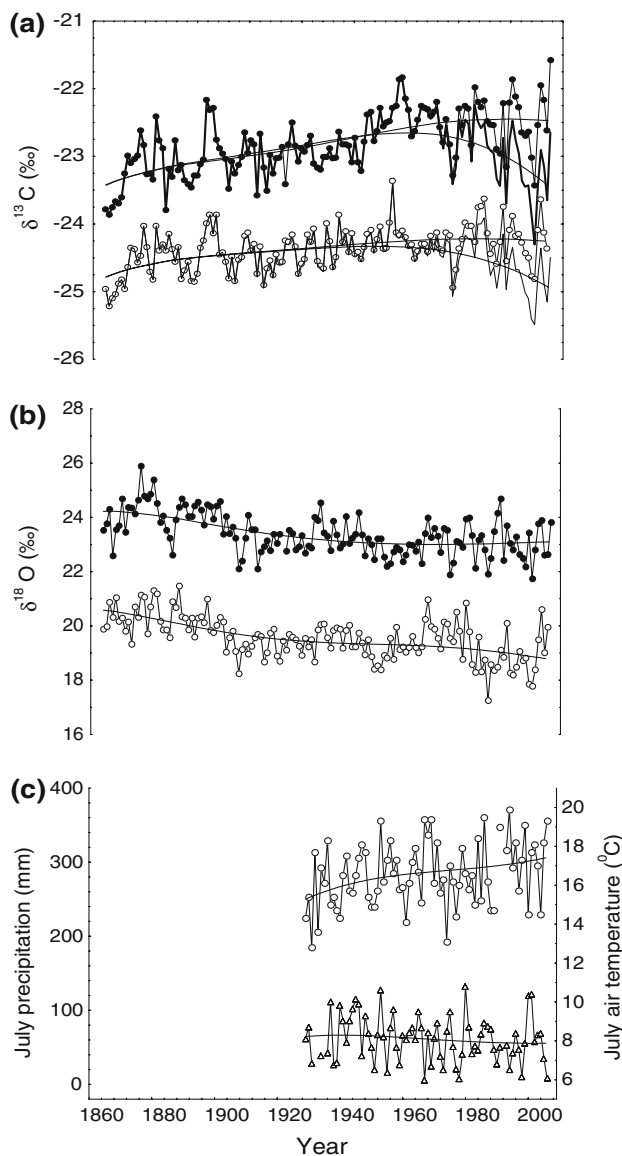 (a)
-21
-22
-23
-24
-25
-26
δ¹³ C (‰)
(b)
28
26
24
22
20
18
16
δ¹⁸ O (‰)
(c)
400
300
200
100
0
July precipitation (mm)
20
18
16
14
12
10
8
6
July air temperature (⁰C)
1860 1880 1900 1920 1940 1960 1980 2000
Year